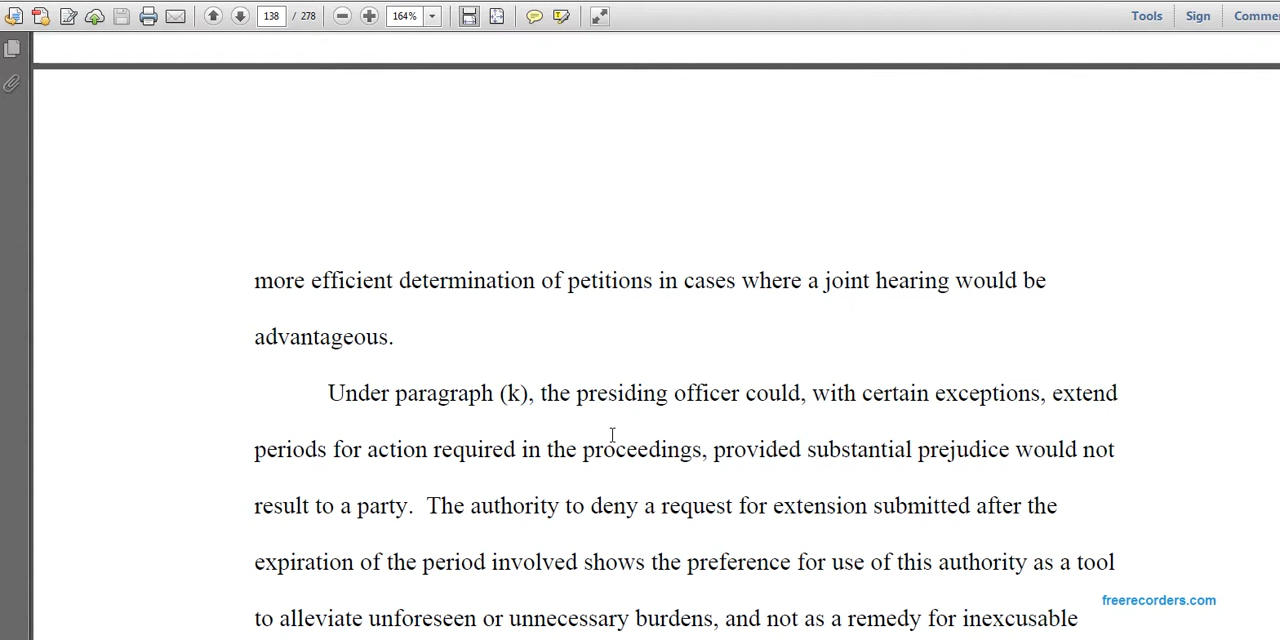 138 / 278 164% Tools Sign Comme
more efficient determination of petitions in cases where a joint hearing would be
advantageous.
Under paragraph (k), the presiding officer could, with certain exceptions, extend
periods for action required in the proceedings, provided substantial prejudice would not
result to a party. The authority to deny a request for extension submitted after the
expiration of the period involved shows the preference for use of this authority as a tool
freerecorders.com
to alleviate unforeseen or unnecessary burdens, and not as a remedy for inexcusable